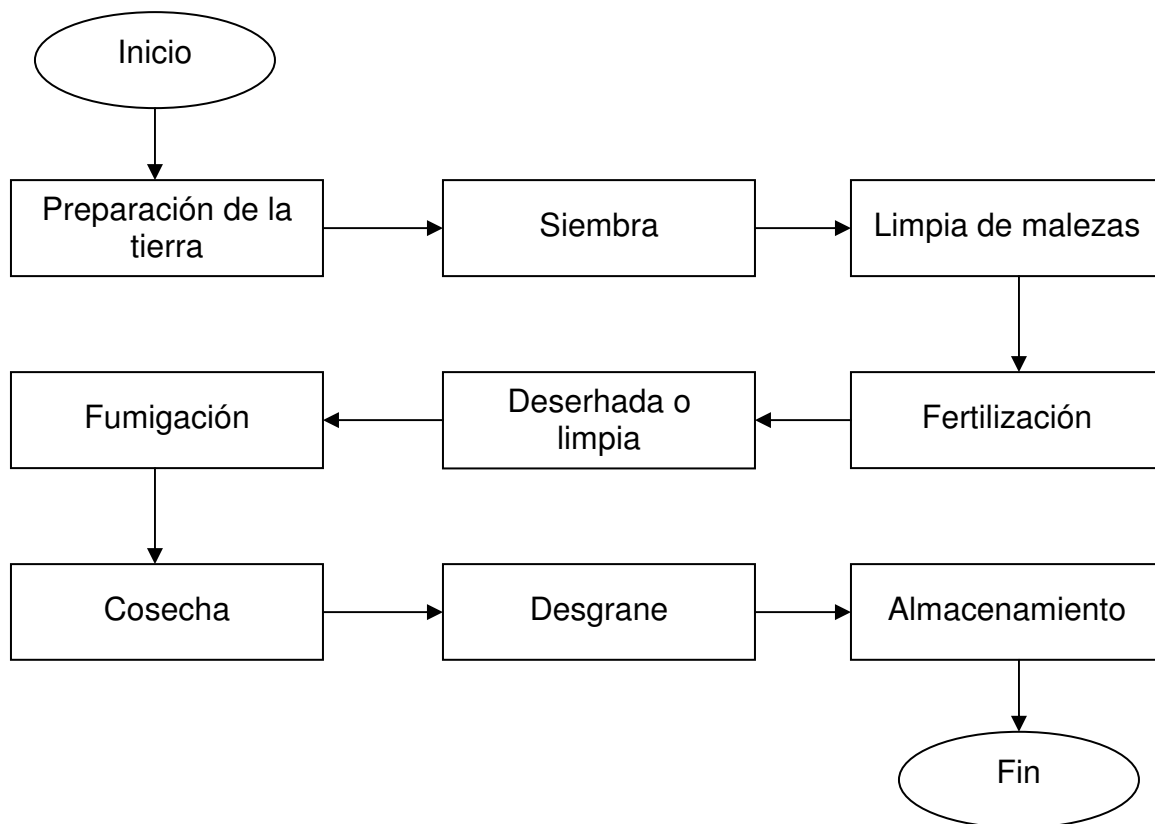 Inicio
Preparación de la
tierra
Siembra
Limpia de malezas
Fertilización
Deserhada o
limpia
Fumigación
Cosecha
Desgrane
Almacenamiento
Fin